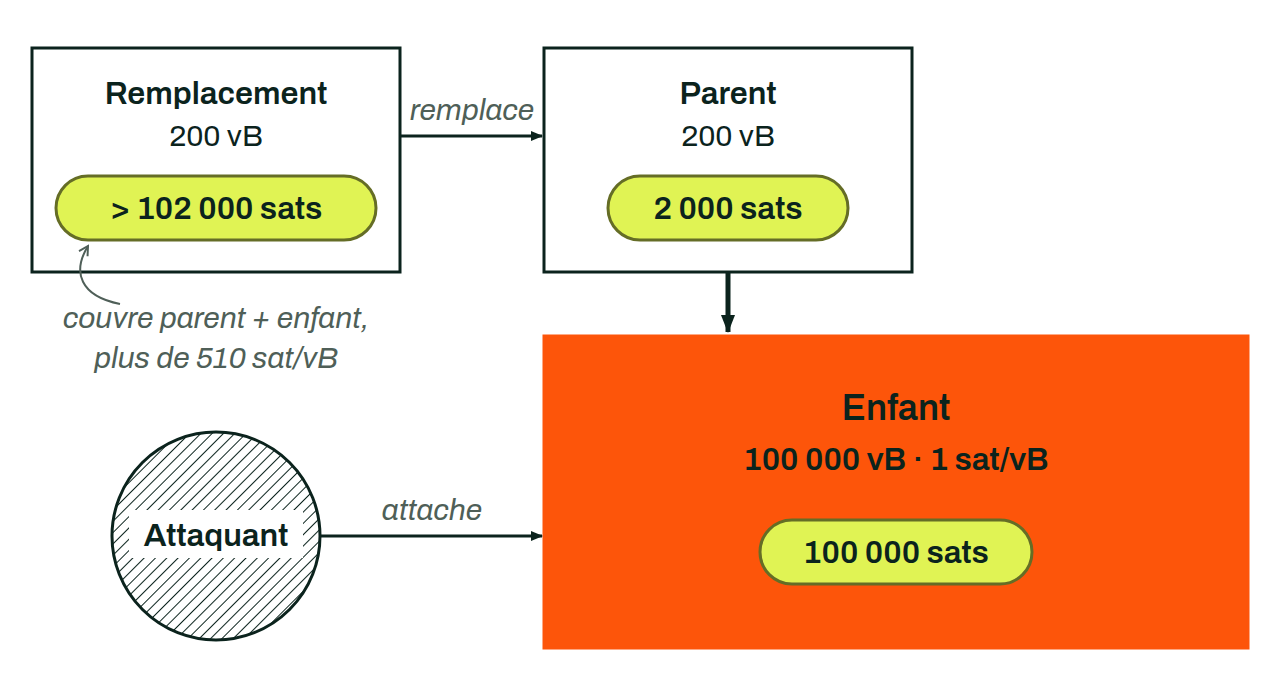 Remplacement
200 vB
> 102 000 sats
remplace
Parent
200 vB
2 000 sats
couvre parent + enfant,
plus de 510 sat/vB
Enfant
100 000 vB · 1 sat/vB
100 000 sats
Attaquant
attache